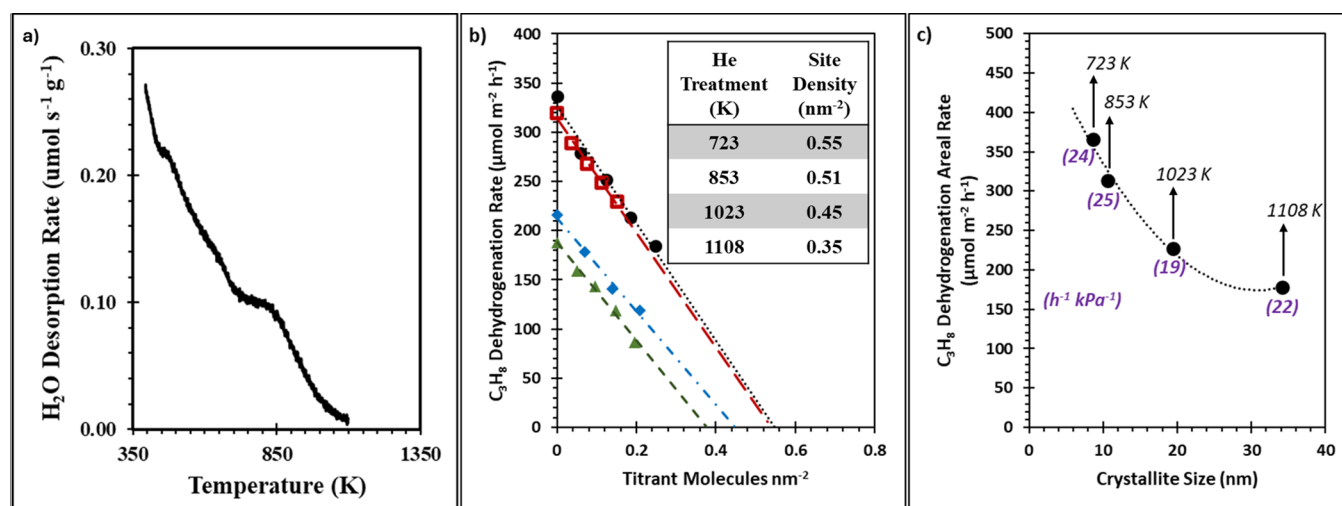 a)
H₂O Desorption Rate (umol s⁻¹ g⁻¹)
0.30
0.20
0.10
0.00
350
850
1350
Temperature (K)
b)
C₃H₈ Dehydrogenation Rate (µmol m⁻² h⁻¹)
400
350
300
250
200
150
100
50
0
0
0.2
0.4
0.6
0.8
Titrant Molecules nm⁻²
He Treatment (K) Site Density (nm⁻²)
723 0.55
853 0.51
1023 0.45
1108 0.35
c)
C₃H₈ Dehydrogenation Areal Rate
(µmol m⁻² h⁻¹)
500
450
400
350
300
250
200
150
100
50
0
0
10
20
30
40
Crystallite Size (nm)
723 K
853 K
1023 K
1108 K
(24)
(25)
(19)
(22)
(h⁻¹ kPa⁻¹)